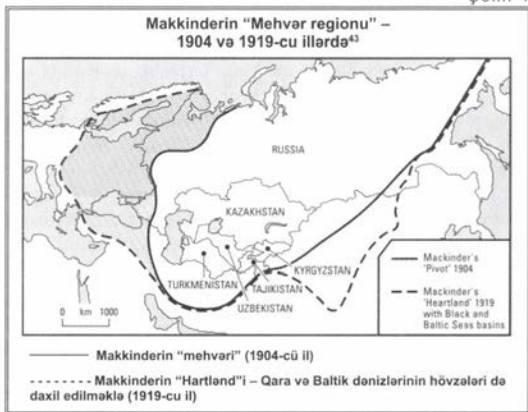 Makkinderin “Mehvər regionu” –
1904 və 1919-cu illərdə⁴³
RUSSIA
KAZAKHSTAN
KYRGYZSTAN
TAJIKISTAN
TURKMENISTAN
UZBEKISTAN
0 km 1000
Mackinder's
'Pivot' 1904
Mackinder's
'Heartland' 1919
with Black and
Baltic Seas basins
Makkinderin “mehvəri” (1904-cü il)
Makkinderin “Hartlənd”i – Qara və Baltik dənizlərinin hövzələri də
daxil edilməklə (1919-cu il)